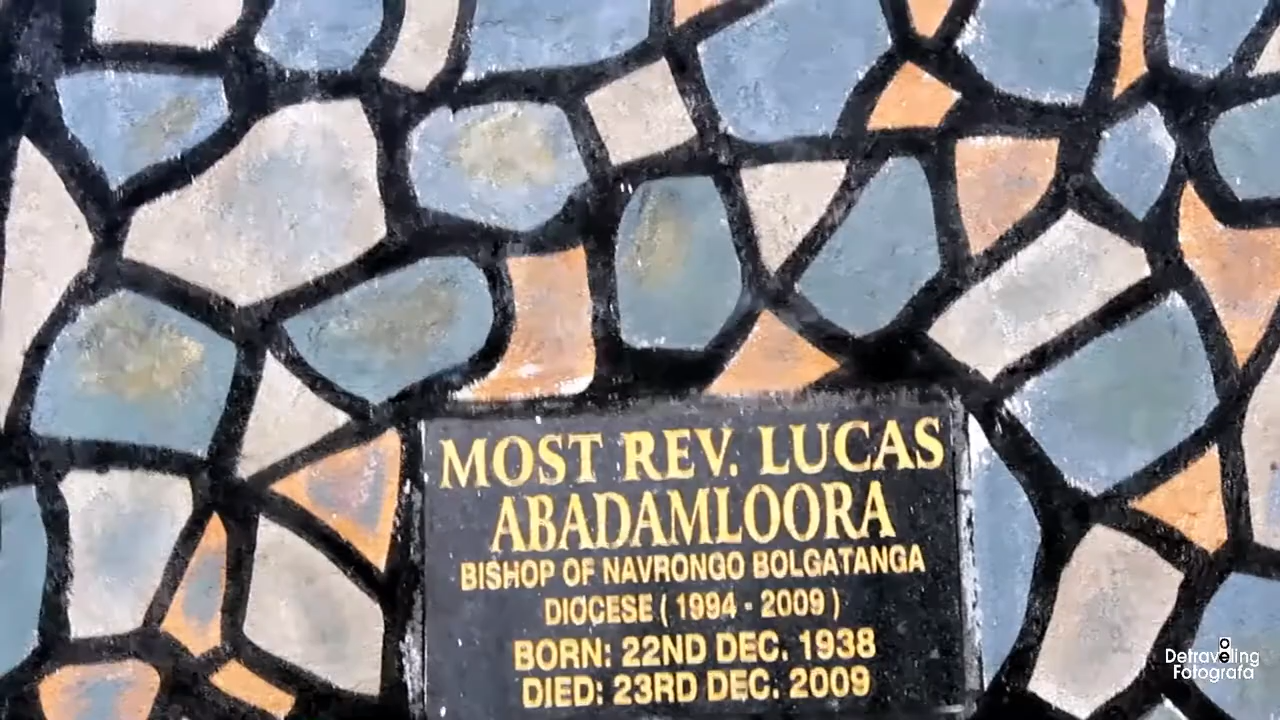 MOST REV. LUCAS
ABADAMLOORA
BISHOP OF NAVRONGO BOLGATANGA
DIOCESE ( 1994 - 2009 )
BORN: 22ND DEC. 1938
DIED: 23RD DEC. 2009
Detraveling
Fotografa